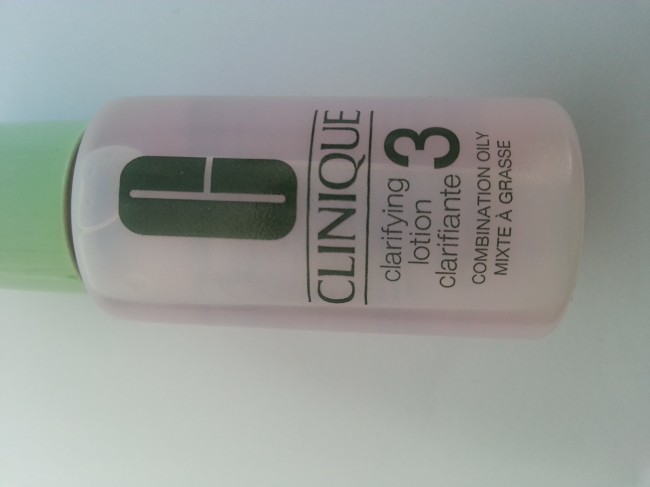 CLINIQUE
clarifying
lotion
clarifiante
3
COMBINATION OILY
MIXTE À GRASSE